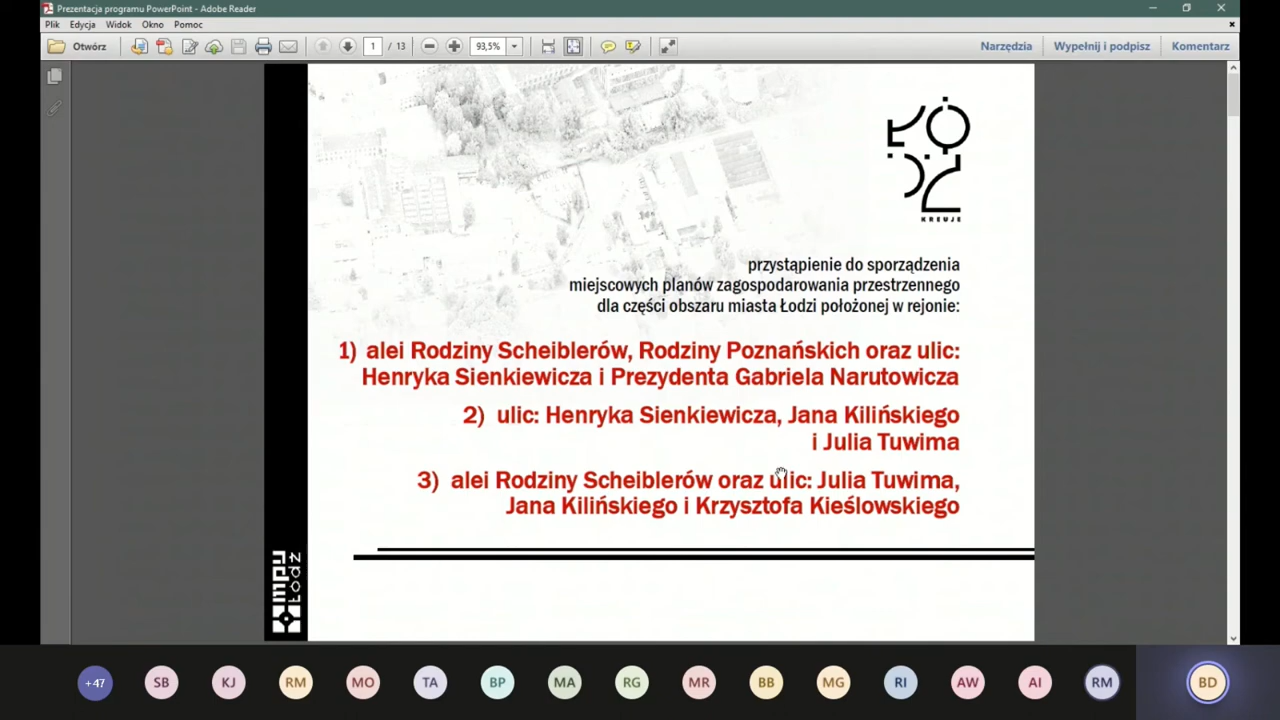 Prezentacja programu PowerPoint - Adobe Reader
Plik Edycja Widok Okno Pomoc
Otwórz 1 / 13 93,5% Narzędzia Wypełnij i podpisz Komentarz
ŁÓDŹ
KREUJE
przystąpienie do sporządzenia
miejscowych planów zagospodarowania przestrzennego
dla części obszaru miasta Łodzi położonej w rejonie:
1) alei Rodziny Scheiblerów, Rodziny Poznańskich oraz ulic:
Henryka Sienkiewicza i Prezydenta Gabriela Narutowicza
2) ulic: Henryka Sienkiewicza, Jana Kilińskiego
i Julia Tuwima
3) alei Rodziny Scheiblerów oraz ulic: Julia Tuwima,
Jana Kilińskiego i Krzysztofa Kieślowskiego
mpu
Łódź
+47 SB KJ RM MO TA BP MA RG MR BB MG RI AW AI RM BD